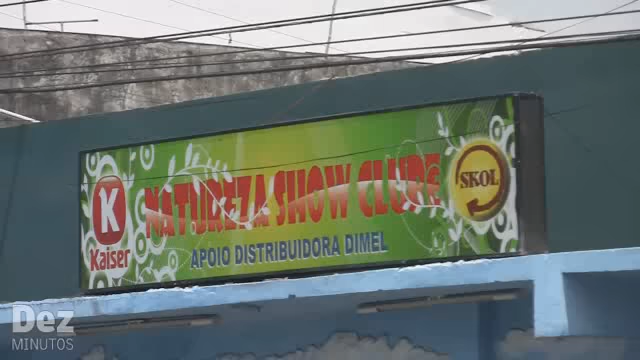 K
Kaiser
NATUREZA SHOW CLUBE
APOIO DISTRIBUIDORA DIMEL
SKOL
Dez
MINUTOS